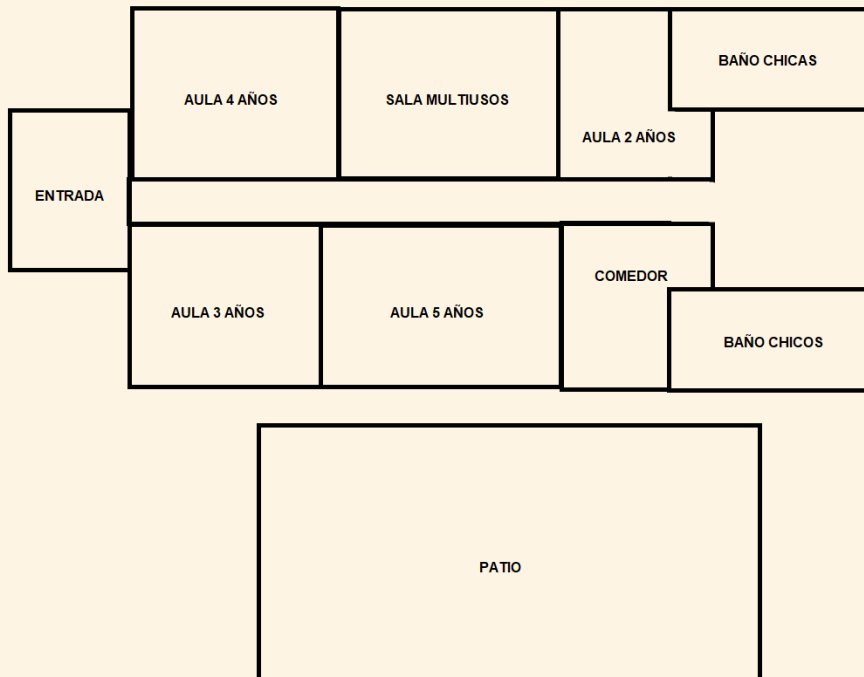 BAÑO CHICAS
AULA 4 AÑOS
SALA MULTIUSOS
AULA 2 AÑOS
ENTRADA
COMEDOR
AULA 3 AÑOS
AULA 5 AÑOS
BAÑO CHICOS
PATIO